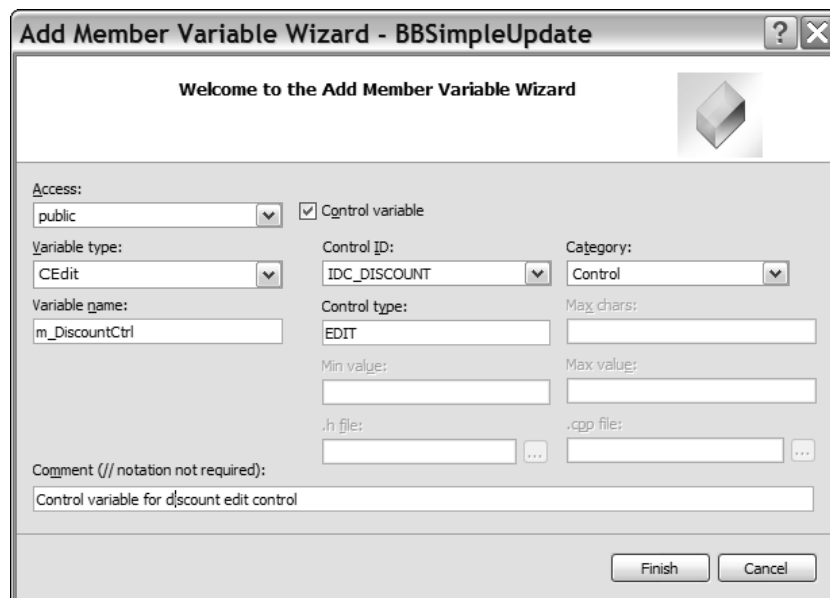 Add Member Variable Wizard - BBSimpleUpdate
?
Welcome to the Add Member Variable Wizard
Access:
public
Control variable
Variable type:
CEdit
Control ID:
IDC_DISCOUNT
Category:
Control
Variable name:
m_DiscountCtrl
Control type:
EDIT
Max chars:
Min value:
Max value:
.h file:
...
.cpp file:
...
Comment (// notation not required):
Control variable for discount edit control
Finish
Cancel